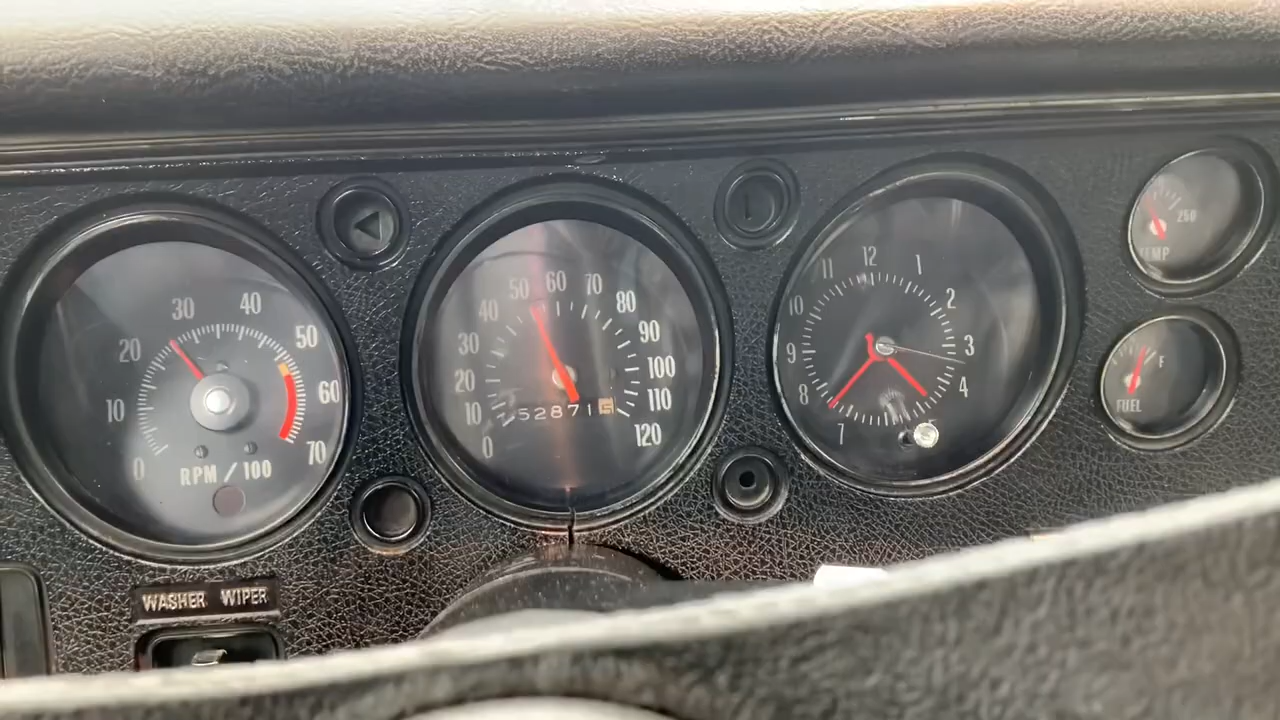 0 10 20 30 40 50 60 70
RPM / 100
0 10 20 30 40 50 60 70 80 90 100 110 120
52871
12 1 2 3 4 7 8 9 10 11
250
TEMP
F
FUEL
WASHER WIPER